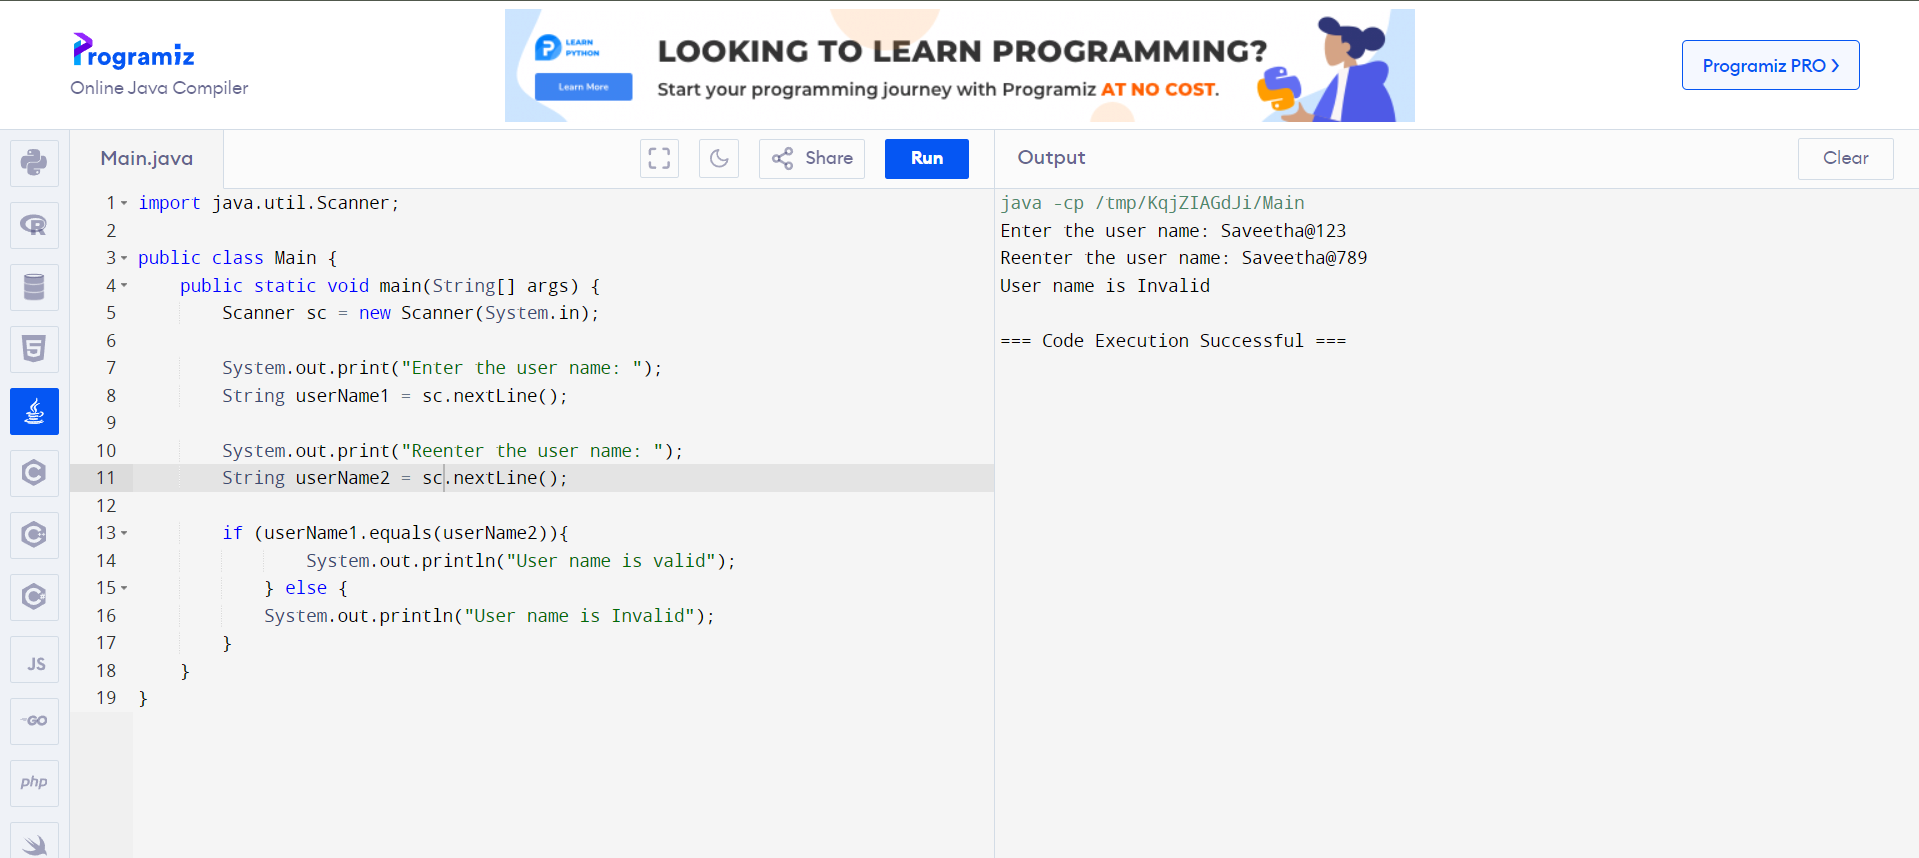 Programiz
Online Java Compiler
LEARN
PYTHON
Learn More
LOOKING TO LEARN PROGRAMMING?
Start your programming journey with Programiz AT NO COST.
Programiz PRO
Main.java
Share
Run
Output
Clear
1 import java.util.Scanner;
2
3 public class Main {
4 public static void main(String[] args) {
5 Scanner sc = new Scanner(System.in);
6
7 System.out.print("Enter the user name: ");
8 String userName1 = sc.nextLine();
9
10 System.out.print("Reenter the user name: ");
11 String userName2 = sc.nextLine();
12
13 if (userName1.equals(userName2)){
14 System.out.println("User name is valid");
15 } else {
16 System.out.println("User name is Invalid");
17 }
18 }
19 }
java -cp /tmp/KqjZIAGdJi/Main
Enter the user name: Saveetha@123
Reenter the user name: Saveetha@789
User name is Invalid
=== Code Execution Successful ===
R
5
C
C
C
JS
GO
php